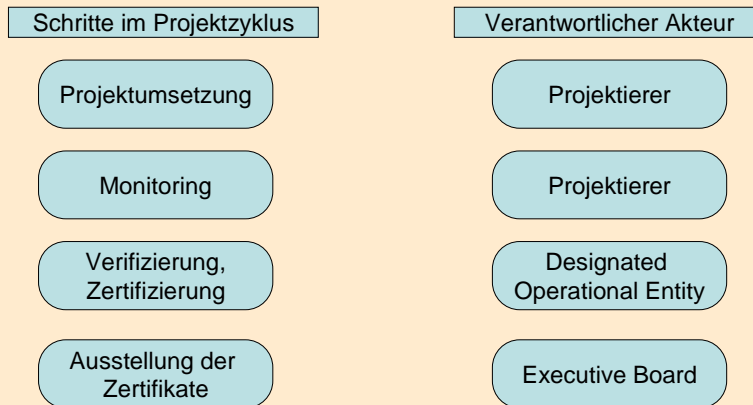 Schritte im Projektzyklus
Verantwortlicher Akteur
Projektumsetzung
Projektierer
Monitoring
Projektierer
Verifizierung,
Zertifizierung
Designated
Operational Entity
Ausstellung der
Zertifikate
Executive Board